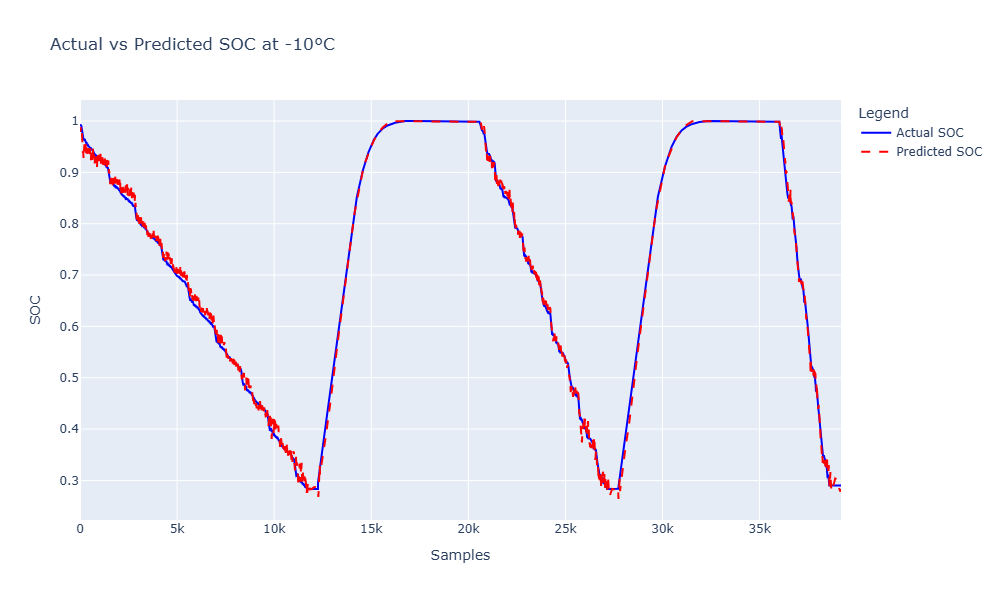 Actual vs Predicted SOC at -10ºC
Legend
Actual SOC
Predicted SOC
SOC
1
0.9
0.8
0.7
0.6
0.5
0.4
0.3
0
5k
10k
15k
20k
25k
30k
35k
Samples